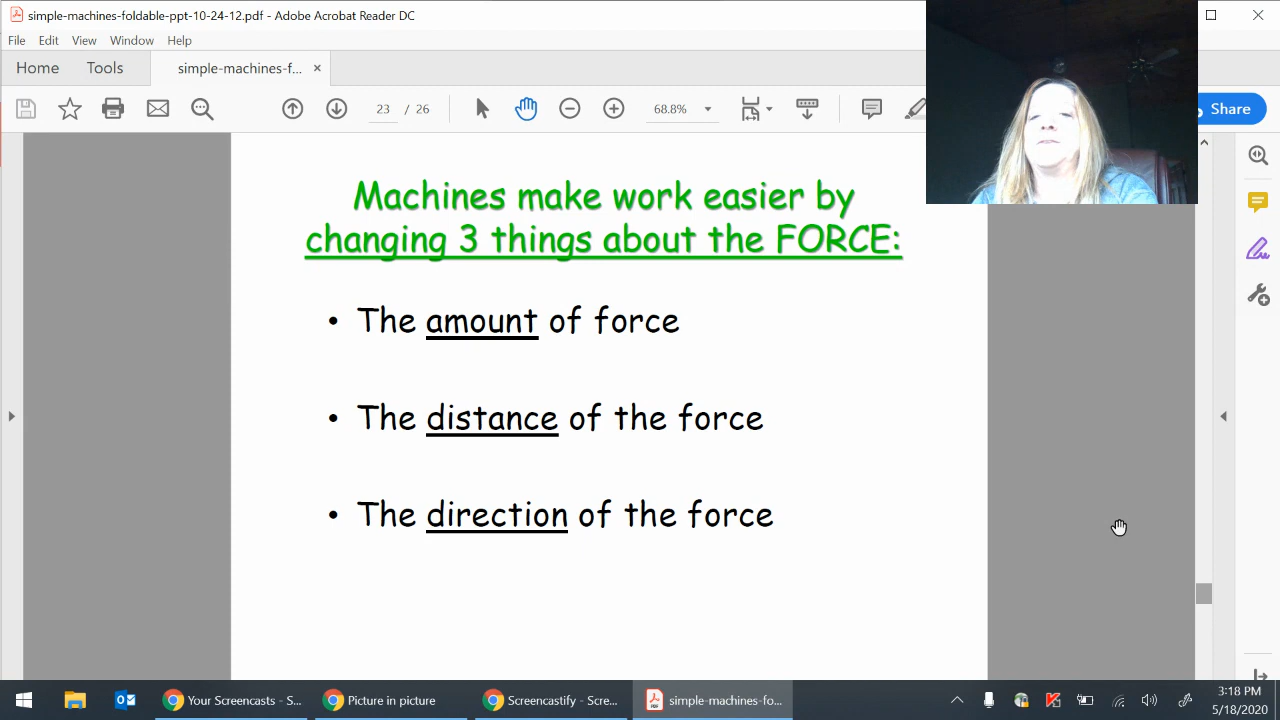 simple-machines-foldable-ppt-10-24-12.pdf - Adobe Acrobat Reader DC
File Edit View Window Help
Home Tools simple-machines-f... ×
23 / 26 68.8% Share
Machines make work easier by
changing 3 things about the FORCE:
• The amount of force
• The distance of the force
• The direction of the force
Your Screencasts - S... Picture in picture Screencastify - Scre... simple-machines-fo...
3:18 PM
5/18/2020